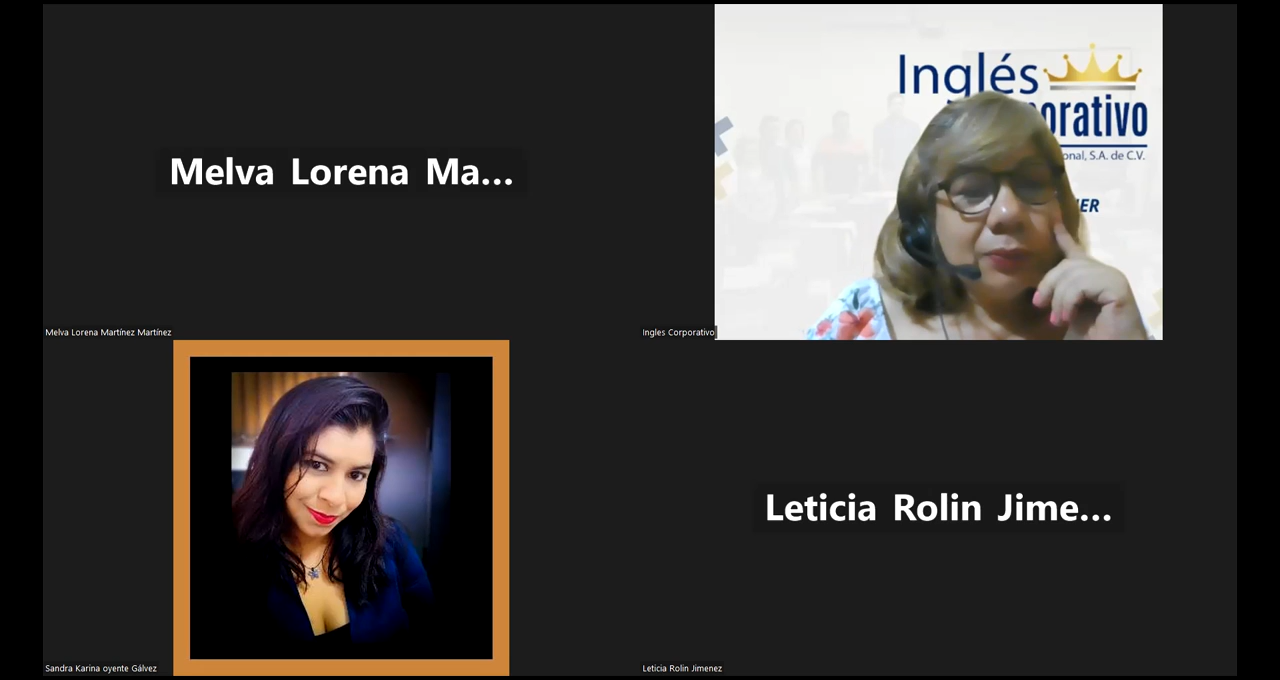 Melva Lorena Ma...
Melva Lorena Martínez Martínez
Inglés
orativo
onal, S.A. de C.V.
ER
Ingles Corporativo
Sandra Karina oyente Gálvez
Leticia Rolin Jime...
Leticia Rolin Jimenez